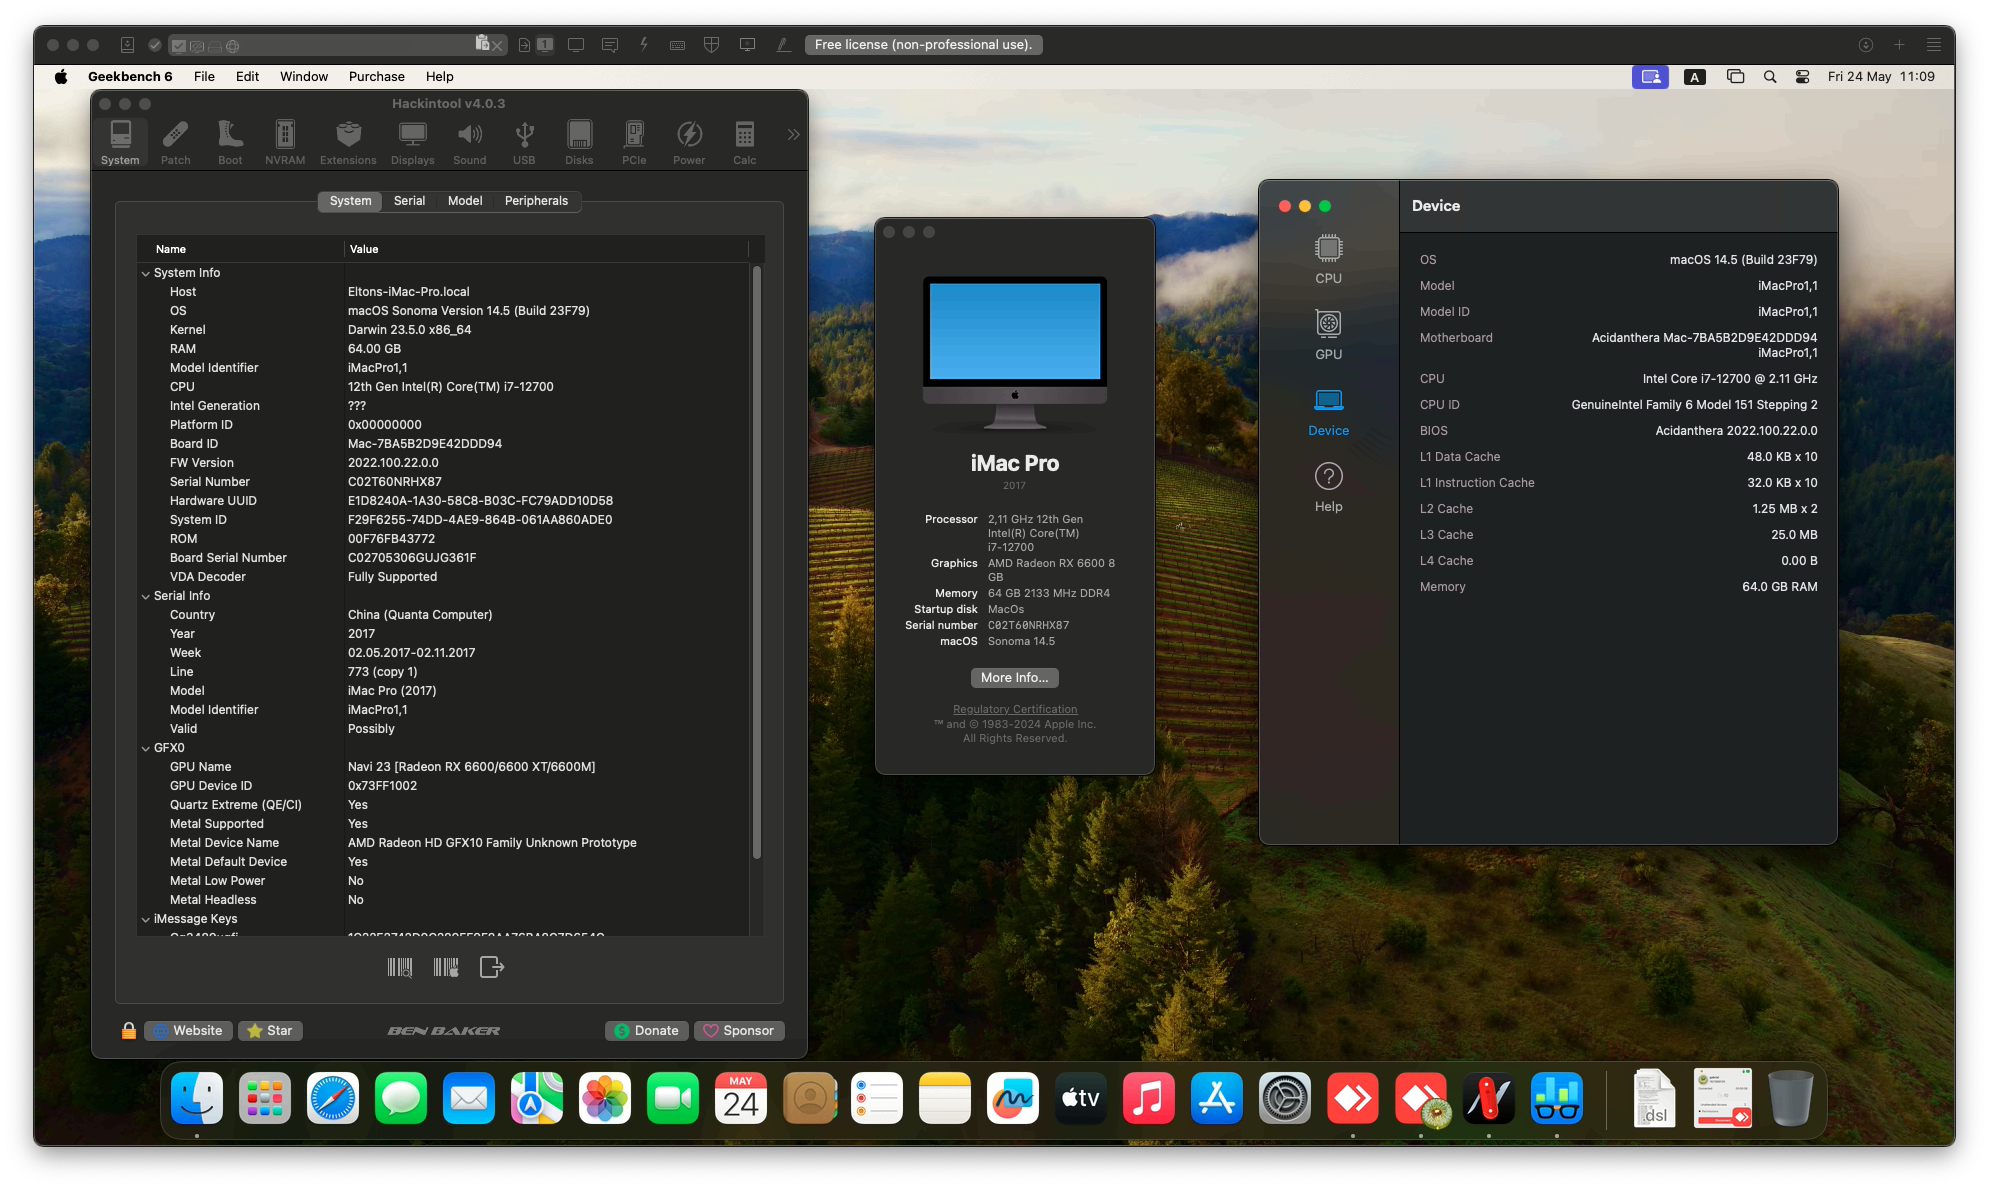 1
Free license (non-professional use).
Geekbench 6 File Edit Window Purchase Help
A
Fri 24 May 11:09
Hackintool v4.0.3
System Patch Boot NVRAM Extensions Displays Sound USB Disks PCIe Power Calc
System Serial Model Peripherals
Name Value
System Info
Host Eltons-iMac-Pro.local
OS macOS Sonoma Version 14.5 (Build 23F79)
Kernel Darwin 23.5.0 x86_64
RAM 64.00 GB
Model Identifier iMacPro1,1
CPU 12th Gen Intel(R) Core(TM) i7-12700
Intel Generation ???
Platform ID 0x00000000
Board ID Mac-7BA5B2D9E42DDD94
FW Version 2022.100.22.0.0
Serial Number C02T60NRHX87
Hardware UUID E1D8240A-1A30-58C8-B03C-FC79ADD10D58
System ID F29F6255-74DD-4AE9-864B-061AA860ADE0
ROM 00F76FB43772
Board Serial Number C02705306GUJG361F
VDA Decoder Fully Supported
Serial Info
Country China (Quanta Computer)
Year 2017
Week 02.05.2017-02.11.2017
Line 773 (copy 1)
Model iMac Pro (2017)
Model Identifier iMacPro1,1
Valid Possibly
GFX0
GPU Name Navi 23 [Radeon RX 6600/6600 XT/6600M]
GPU Device ID 0x73FF1002
Quartz Extreme (QE/CI) Yes
Metal Supported Yes
Metal Device Name AMD Radeon HD GFX10 Family Unknown Prototype
Metal Default Device Yes
Metal Low Power No
Metal Headless No
iMessage Keys
Website Star BEN BAKER Donate Sponsor
iMac Pro
2017
Processor 2,11 GHz 12th Gen
Intel(R) Core(TM)
i7-12700
Graphics AMD Radeon RX 6600 8
GB
Memory 64 GB 2133 MHz DDR4
Startup disk MacOs
Serial number C02T60NRHX87
macOS Sonoma 14.5
More Info...
Regulatory Certification
™ and © 1983-2024 Apple Inc.
All Rights Reserved.
CPU
GPU
Device
Help
Device
OS macOS 14.5 (Build 23F79)
Model iMacPro1,1
Model ID iMacPro1,1
Motherboard Acidanthera Mac-7BA5B2D9E42DDD94
iMacPro1,1
CPU Intel Core i7-12700 @ 2.11 GHz
CPU ID GenuineIntel Family 6 Model 151 Stepping 2
BIOS Acidanthera 2022.100.22.0.0
L1 Data Cache 48.0 KB x 10
L1 Instruction Cache 32.0 KB x 10
L2 Cache 1.25 MB x 2
L3 Cache 25.0 MB
L4 Cache 0.00 B
Memory 64.0 GB RAM
MAY
24
tv
.dsl